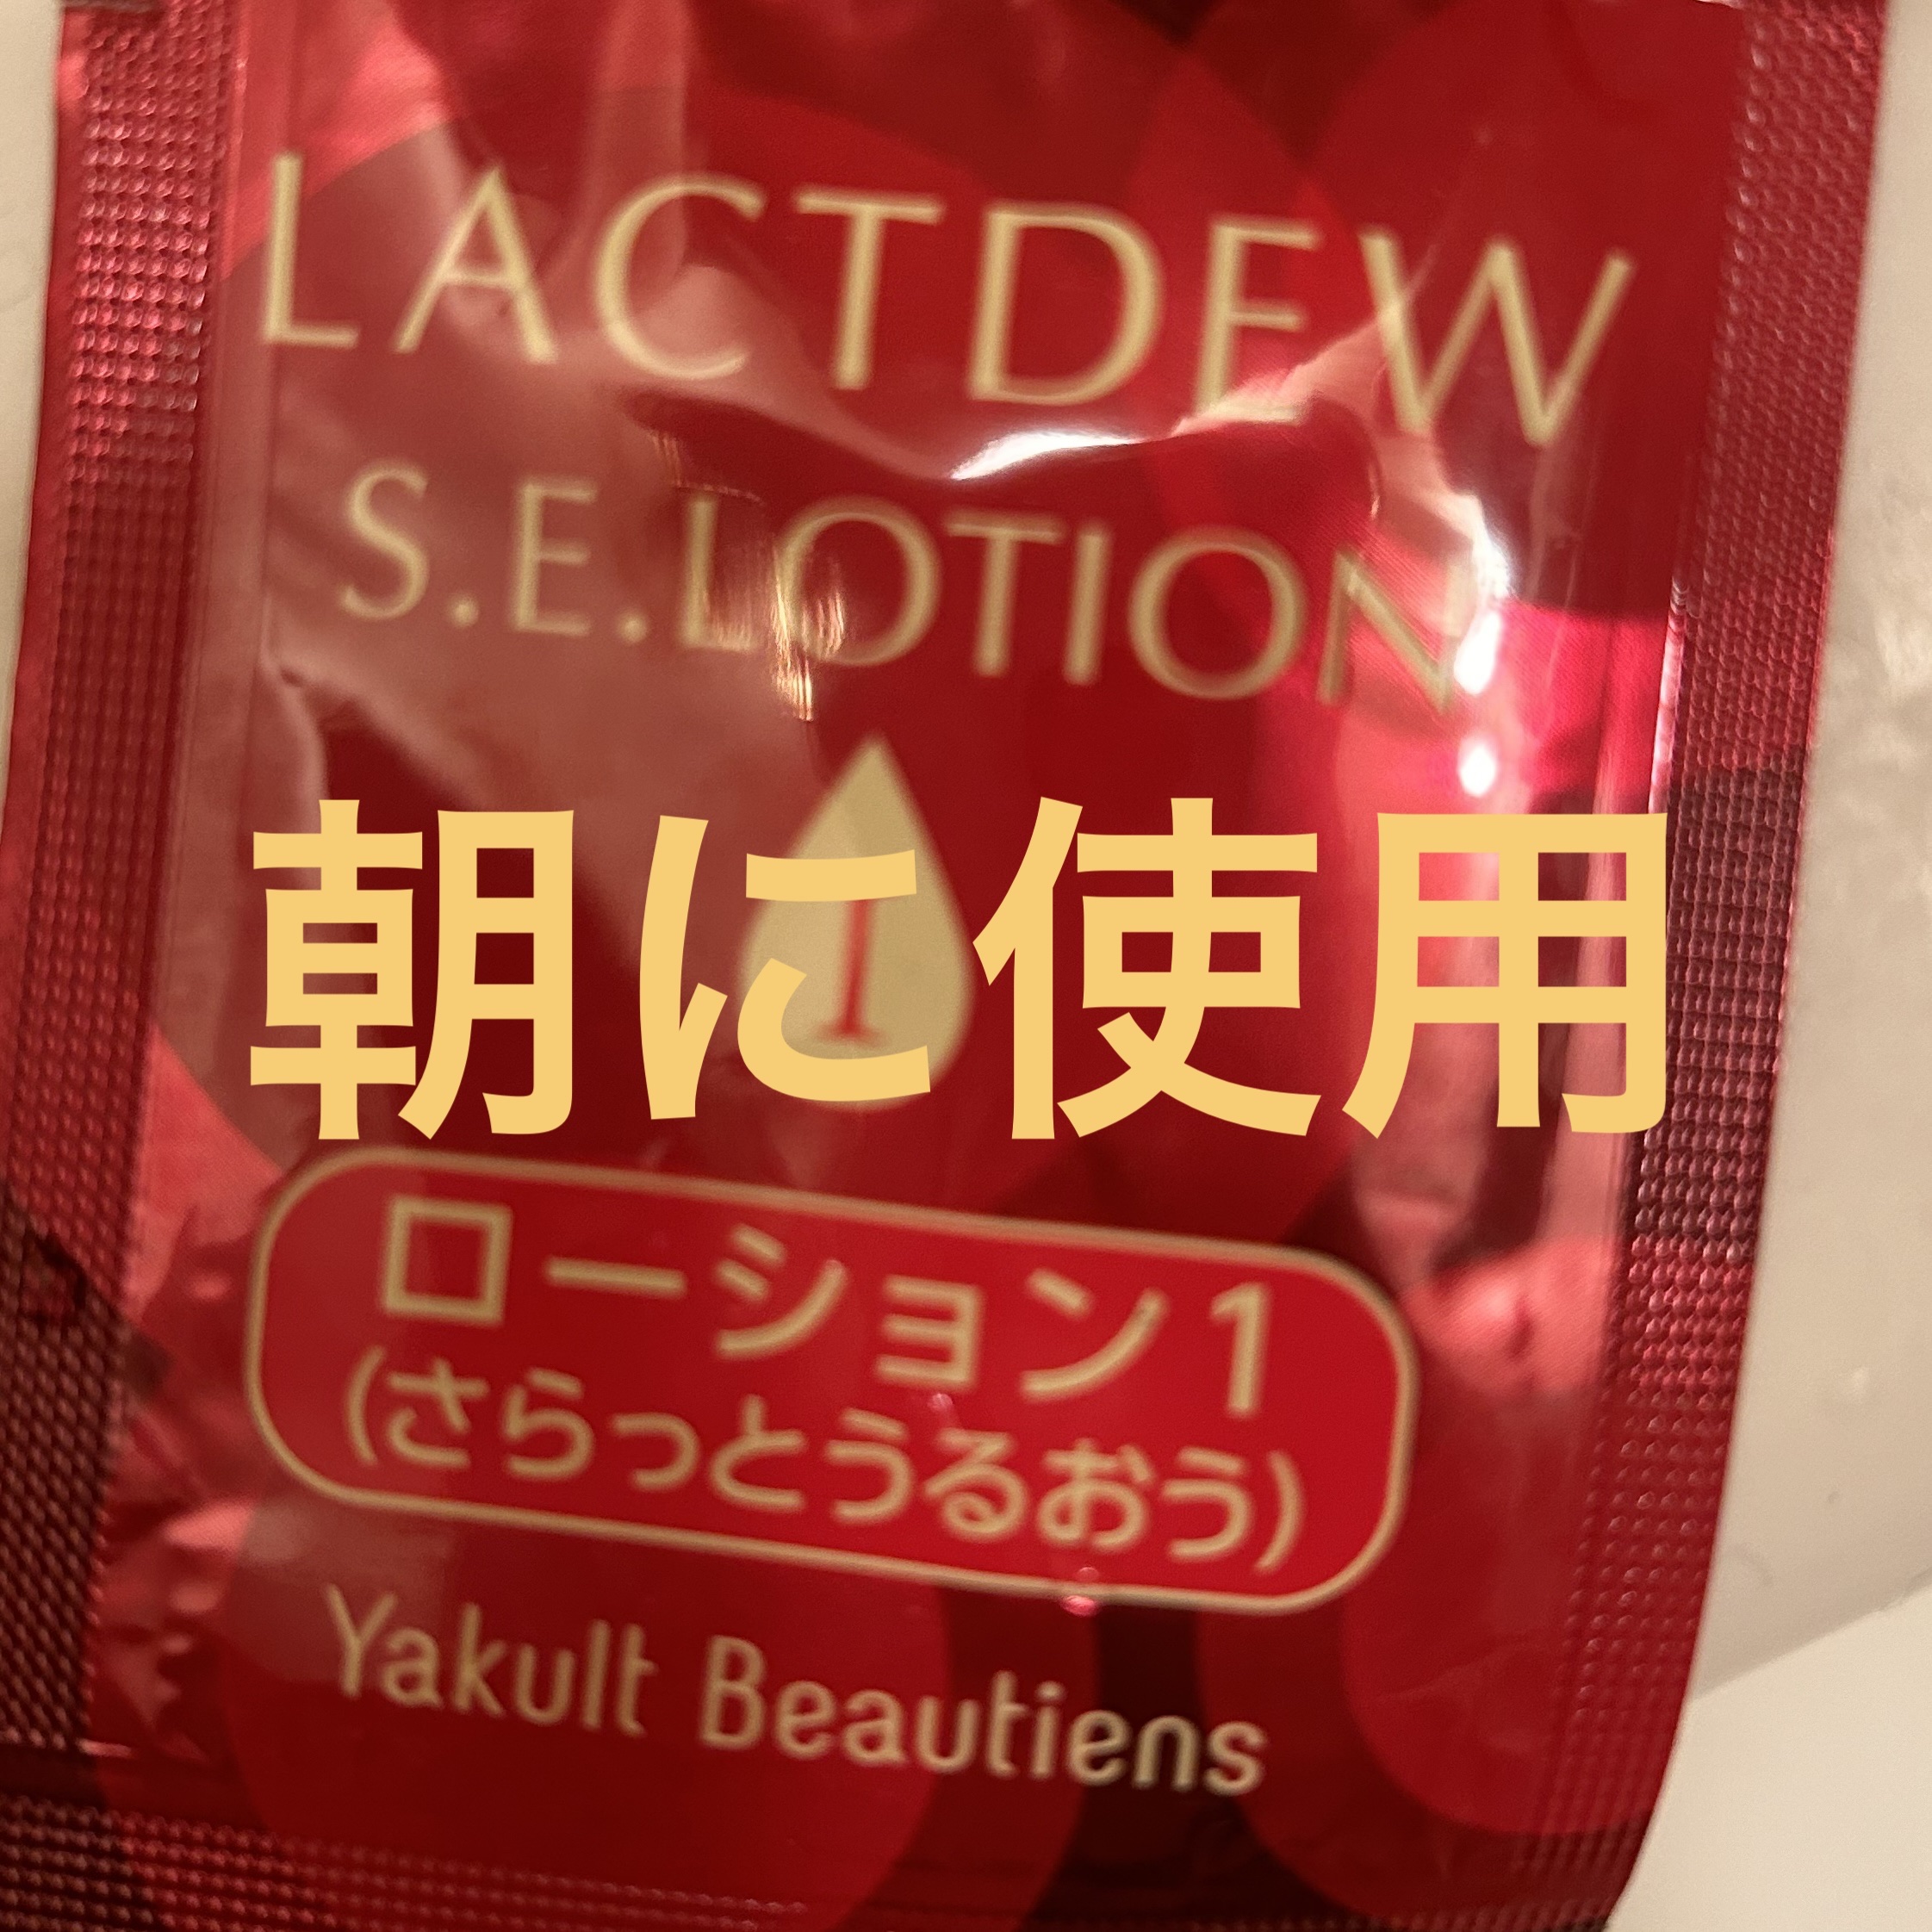 LACTDEW
S.E.LOTION
1
朝に使用
ローション1
(さらっとうるおう)
Yakult Beautiens